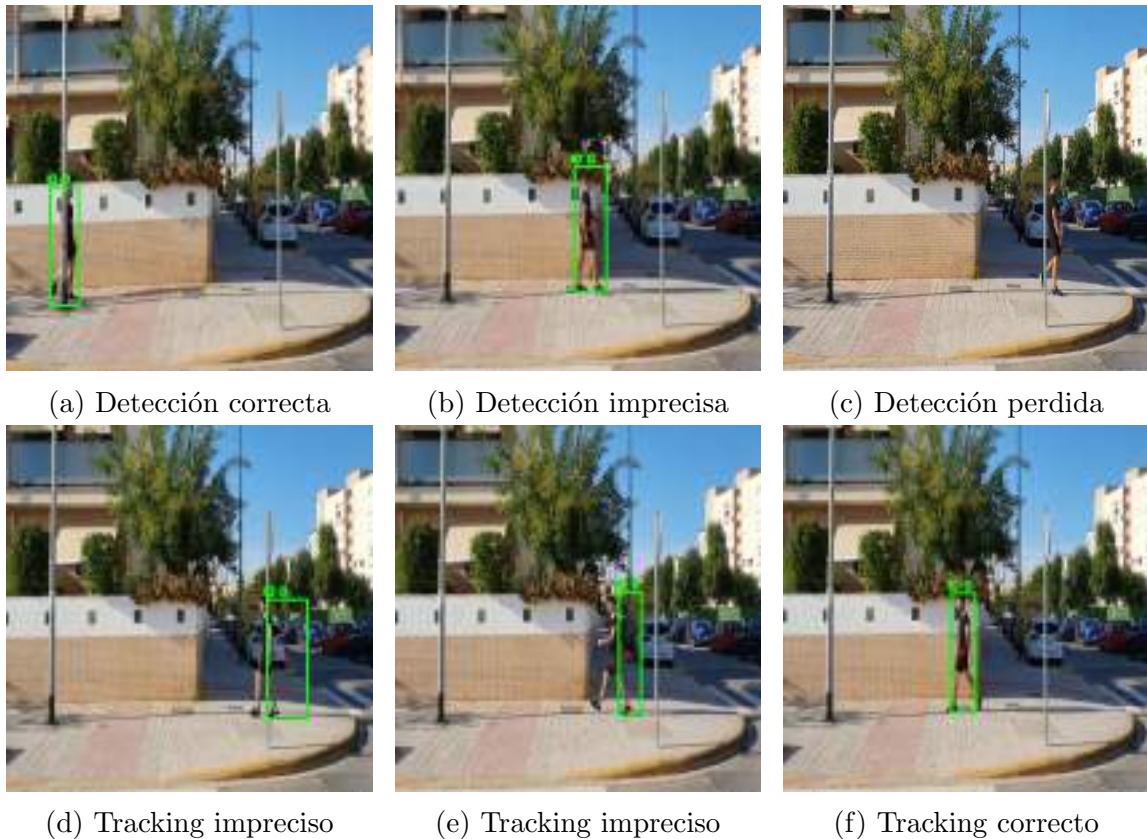 (a) Detección correcta
(b) Detección imprecisa
(c) Detección perdida
(d) Tracking impreciso
(e) Tracking impreciso
(f) Tracking correcto